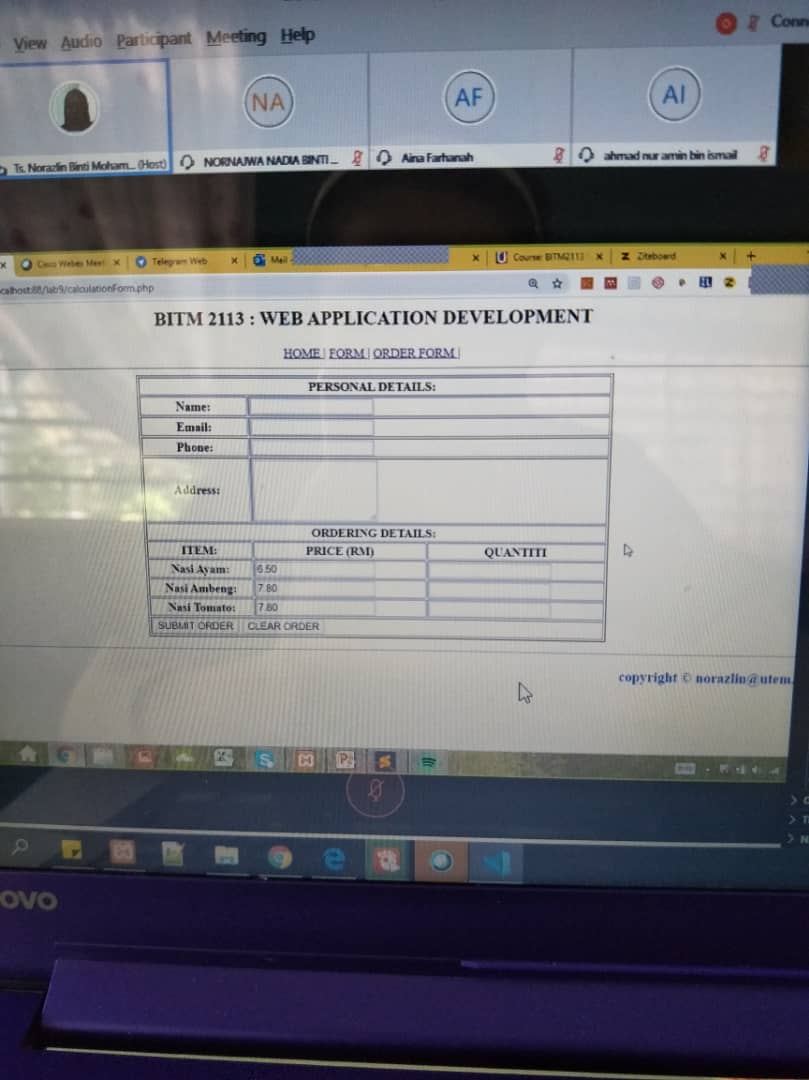 View Audio Participant Meeting Help
NA AF AI
Ts. Norazlin Binti Moham... (Host) NORNAJWA NADIA BINTI ... Aina Farhanah ahmad nur amin bin ismail
Cisco Webex Meet Telegram Web Mail - Course: BITM2113 Ziteboard
calhost:88/lab9/calculationForm.php
BITM 2113 : WEB APPLICATION DEVELOPMENT
HOME | FORM | ORDER FORM |
PERSONAL DETAILS:
Name:
Email:
Phone:
Address:
ORDERING DETAILS:
ITEM: PRICE (RM) QUANTITI
Nasi Ayam: 6.50
Nasi Ambeng: 7.80
Nasi Tomato: 7.80
SUBMIT ORDER CLEAR ORDER
copyright © norazlin@utem.
OVO